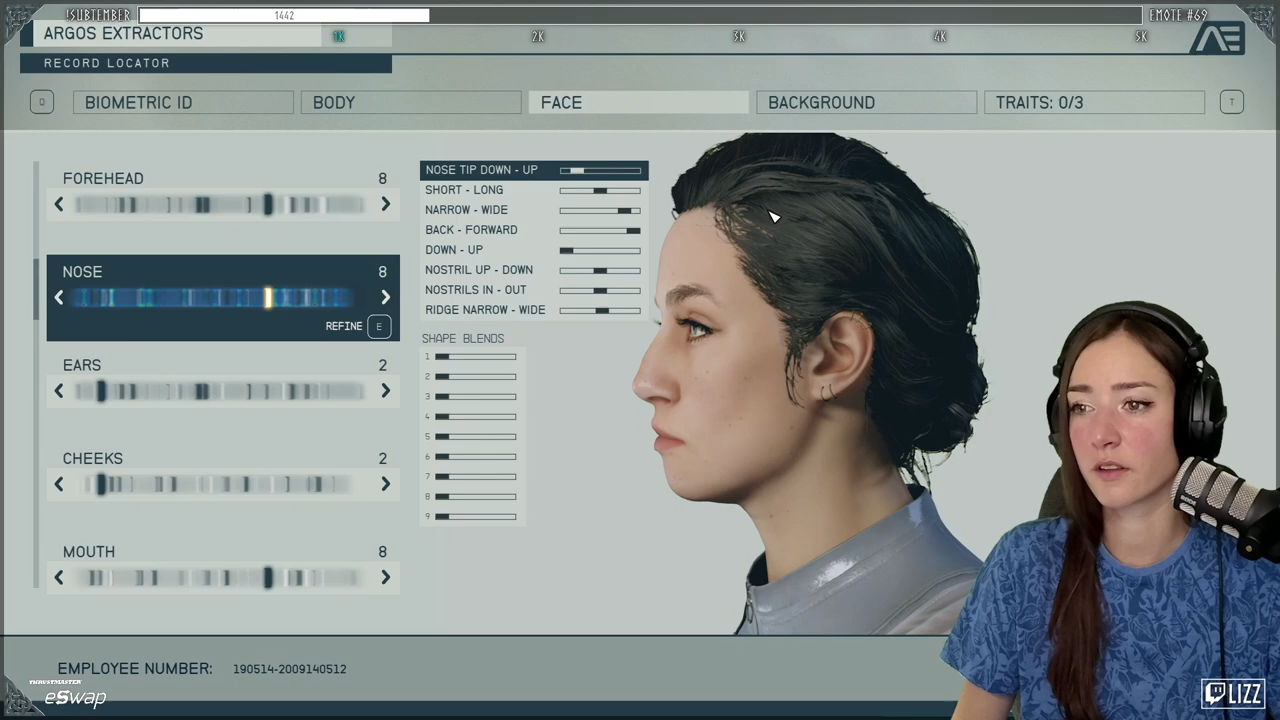 !SUBTEMBER
1442
EMOTE #69
1K
2K
3K
4K
5K
ARGOS EXTRACTORS
AE
RECORD LOCATOR
Q
BIOMETRIC ID
BODY
FACE
BACKGROUND
TRAITS: 0/3
T
FOREHEAD 8
NOSE 8
REFINE E
EARS 2
CHEEKS 2
MOUTH 8
NOSE TIP DOWN - UP
SHORT - LONG
NARROW - WIDE
BACK - FORWARD
DOWN - UP
NOSTRIL UP - DOWN
NOSTRILS IN - OUT
RIDGE NARROW - WIDE
SHAPE BLENDS
1
2
3
4
5
6
7
8
9
EMPLOYEE NUMBER: 190514-2009140512
THRUSTMASTER
eSwap
LIZZ